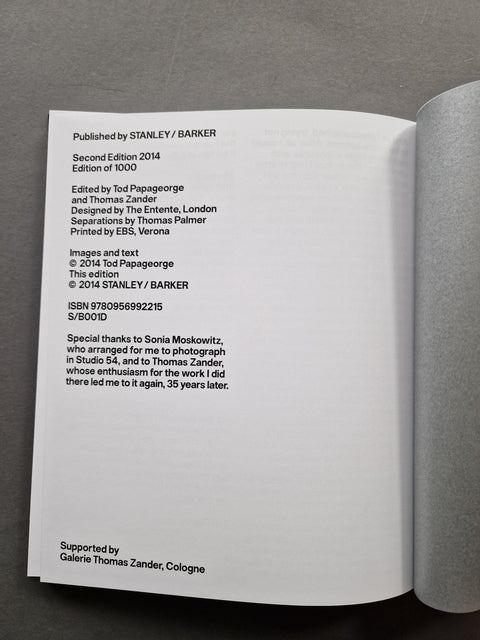 Published by STANLEY / BARKER
Second Edition 2014
Edition of 1000
Edited by Tod Papageorge
and Thomas Zander
Designed by The Entente, London
Separations by Thomas Palmer
Printed by EBS, Verona
Images and text
© 2014 Tod Papageorge
This edition
© 2014 STANLEY / BARKER
ISBN 9780956992215
S/B001D
Special thanks to Sonia Moskowitz,
who arranged for me to photograph
in Studio 54, and to Thomas Zander,
whose enthusiasm for the work I did
there led me to it again, 35 years later.
Supported by
Galerie Thomas Zander, Cologne